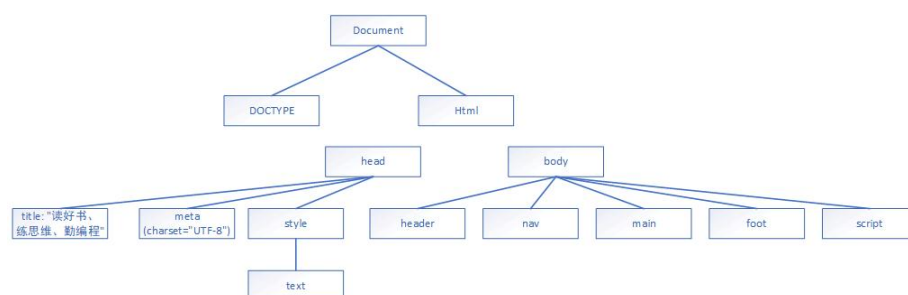 Document
DOCTYPE
Html
head
body
title: "读好书、
练思维、勤编程"
meta
(charset="UTF-8")
style
header
nav
main
foot
script
text